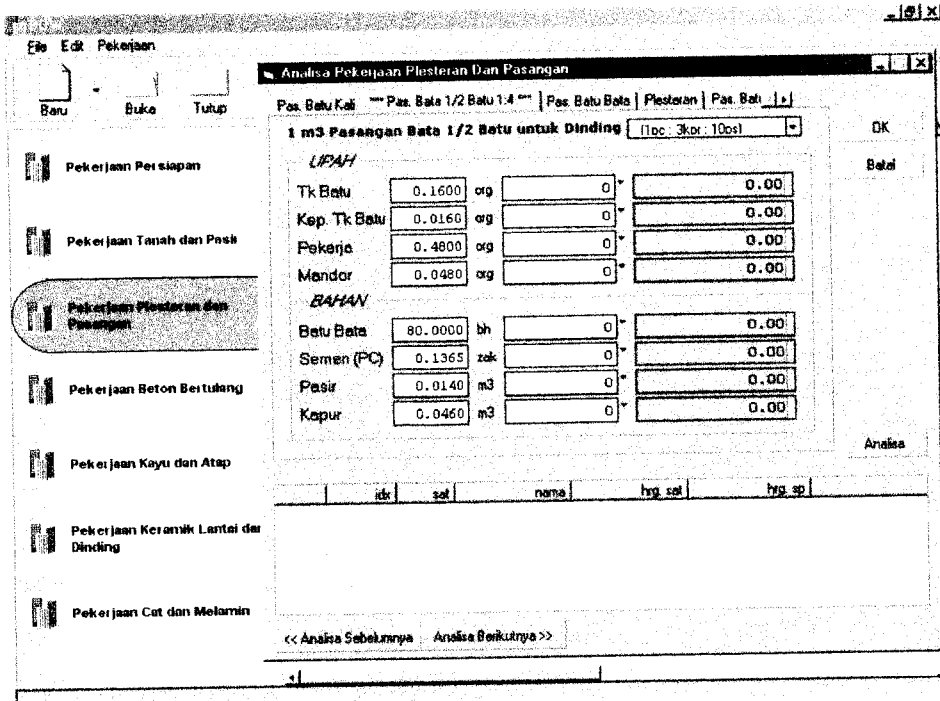 File Edit Pekerjaan
Baru Buka Tutup
Pekerjaan Persiapan
Pekerjaan Tanah dan Pasir
Pekerjaan Plesteran dan
Pasangan
Pekerjaan Beton Bertulang
Pekerjaan Kayu dan Atap
Pekerjaan Keramik Lantai dan
Dinding
Pekerjaan Cat dan Melamin
Analisa Pekerjaan Plesteran Dan Pasangan
Pas. Batu Kali *** Pas. Bata 1/2 Batu 1:4 *** Pas. Batu Bata Plesteran Pas. Batu
1 m3 Pasangan Bata 1/2 Batu untuk Dinding (1pc : 3kpr : 10ps)
OK
Batal
UPAH
Tk Batu 0.1600 org 0 0.00
Kep. Tk Batu 0.0160 org 0 0.00
Pekerja 0.4800 org 0 0.00
Mandor 0.0480 org 0 0.00
BAHAN
Batu Bata 80.0000 bh 0 0.00
Semen (PC) 0.1365 zak 0 0.00
Pasir 0.0140 m3 0 0.00
Kapur 0.0460 m3 0 0.00
Analisa
idx sat nama hrg_sat hrg_sp
<< Analisa Sebelumnya Analisa Berikutnya >>